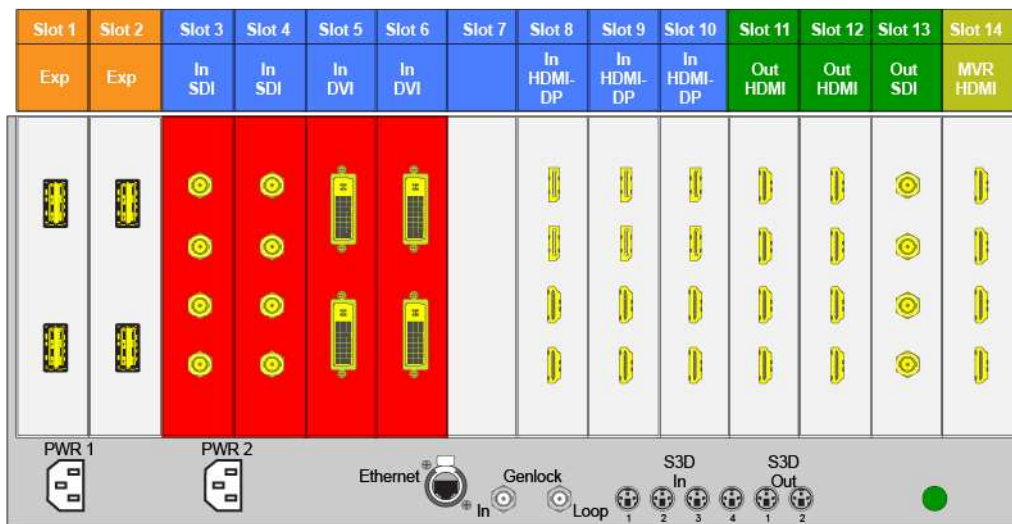 Slot 1 Slot 2 Slot 3 Slot 4 Slot 5 Slot 6 Slot 7 Slot 8 Slot 9 Slot 10 Slot 11 Slot 12 Slot 13 Slot 14
Exp
Exp
In
SDI
In
SDI
In
DVI
In
DVI
In
HDMI-
DP
In
HDMI-
DP
In
HDMI-
DP
Out
HDMI
Out
HDMI
Out
SDI
MVR
HDMI
PWR 1
PWR 2
Ethernet
Genlock
In
Loop
S3D
In
S3D
Out
1 2 3 4 1 2